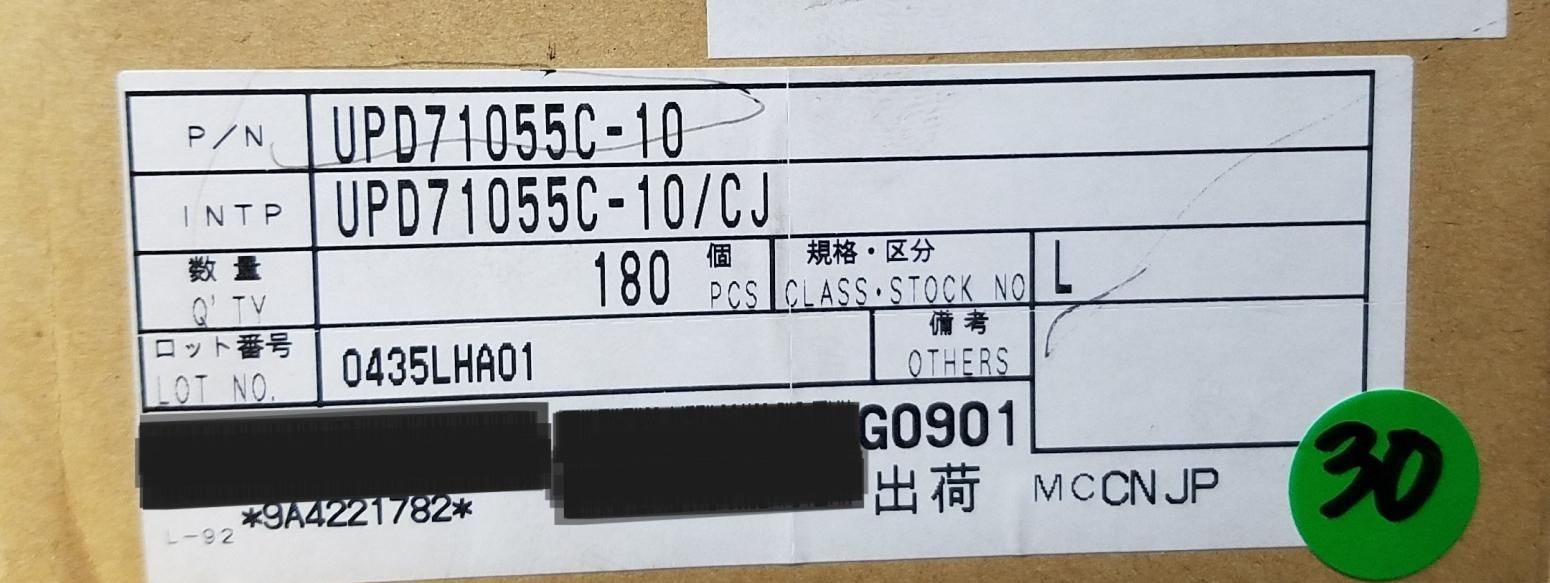 P/N UPD71055C-10
INTP UPD71055C-10/CJ
数量 180 個 規格・区分 L
Q'TY PCS CLASS・STOCK NO
ロット番号 0435LHA01 備考
LOT NO. OTHERS
G0901
*9A4221782* 出荷 MCCNJP
L-92
30